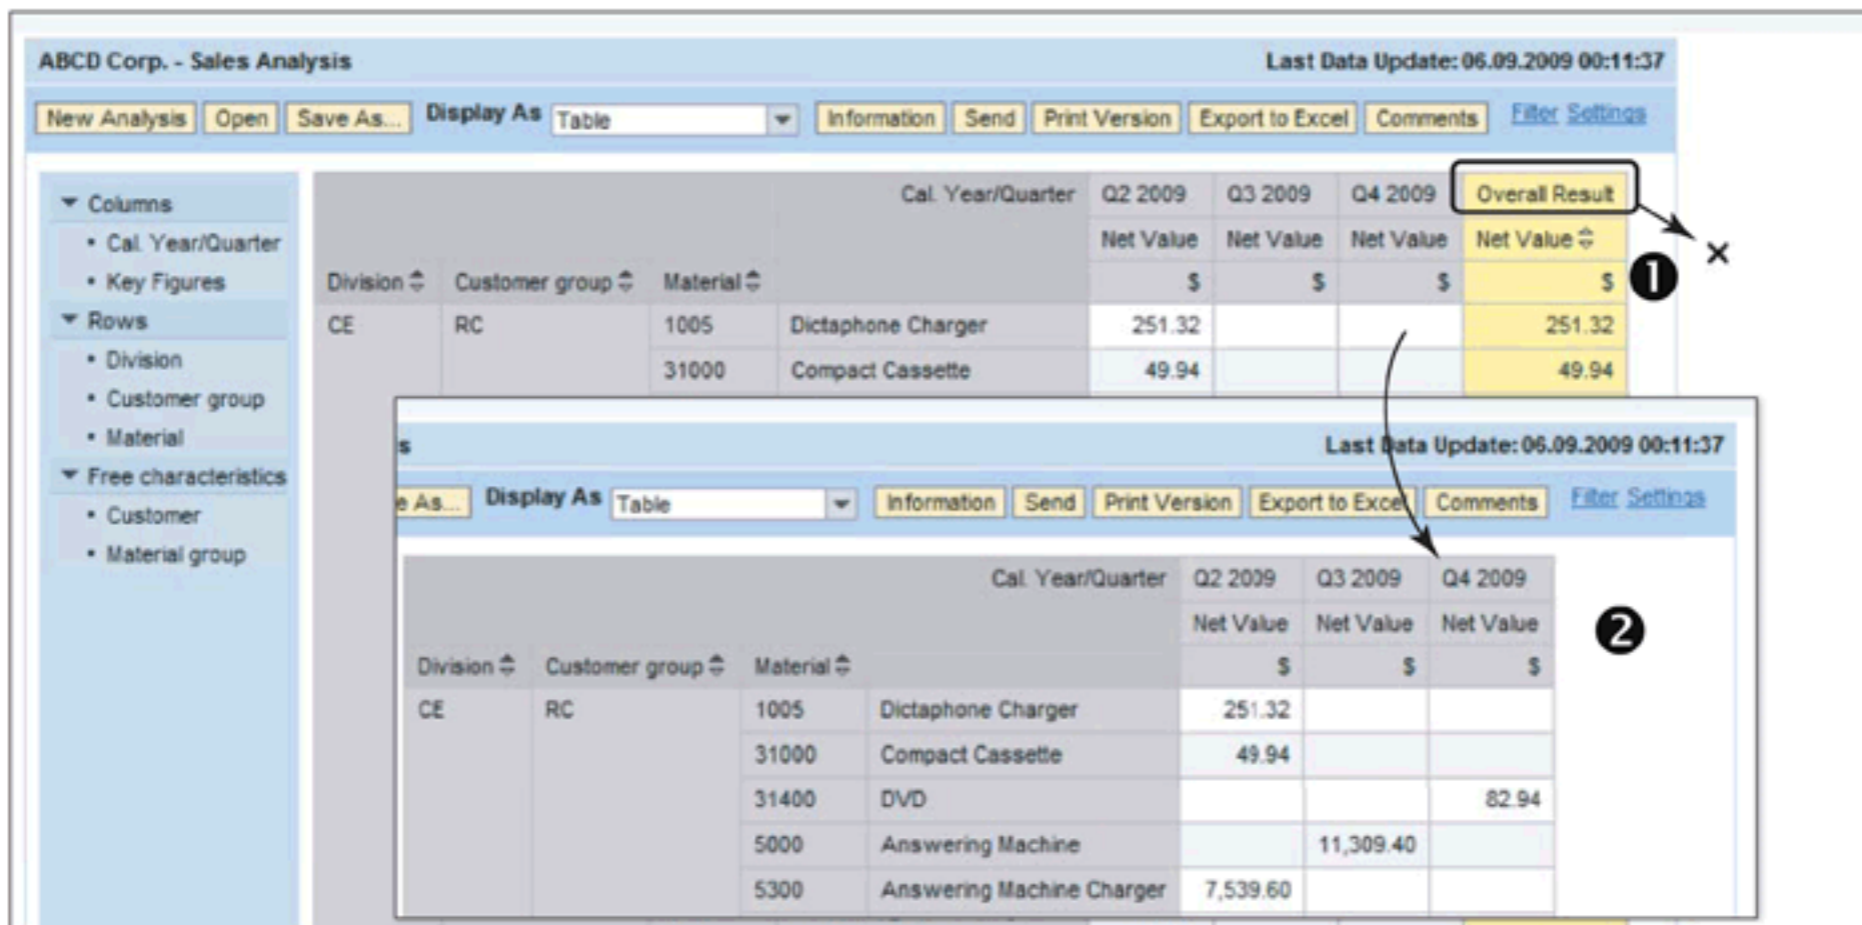 ABCD Corp. - Sales Analysis Last Data Update: 06.09.2009 00:11:37
New Analysis Open Save As... Display As Table Information Send Print Version Export to Excel Comments Filter Settings
Columns
• Cal. Year/Quarter
• Key Figures
Rows
• Division
• Customer group
• Material
Free characteristics
• Customer
• Material group
Cal. Year/Quarter Q2 2009 Q3 2009 Q4 2009 Overall Result
Net Value Net Value Net Value Net Value
Division Customer group Material $ $ $ $
CE RC 1005 Dictaphone Charger 251.32 251.32
31000 Compact Cassette 49.94 49.94
1
×
s Last Data Update: 06.09.2009 00:11:37
e As... Display As Table Information Send Print Version Export to Excel Comments Filter Settings
Cal. Year/Quarter Q2 2009 Q3 2009 Q4 2009
Net Value Net Value Net Value
Division Customer group Material $ $ $
CE RC 1005 Dictaphone Charger 251.32
31000 Compact Cassette 49.94
31400 DVD 82.94
5000 Answering Machine 11,309.40
5300 Answering Machine Charger 7,539.60
2